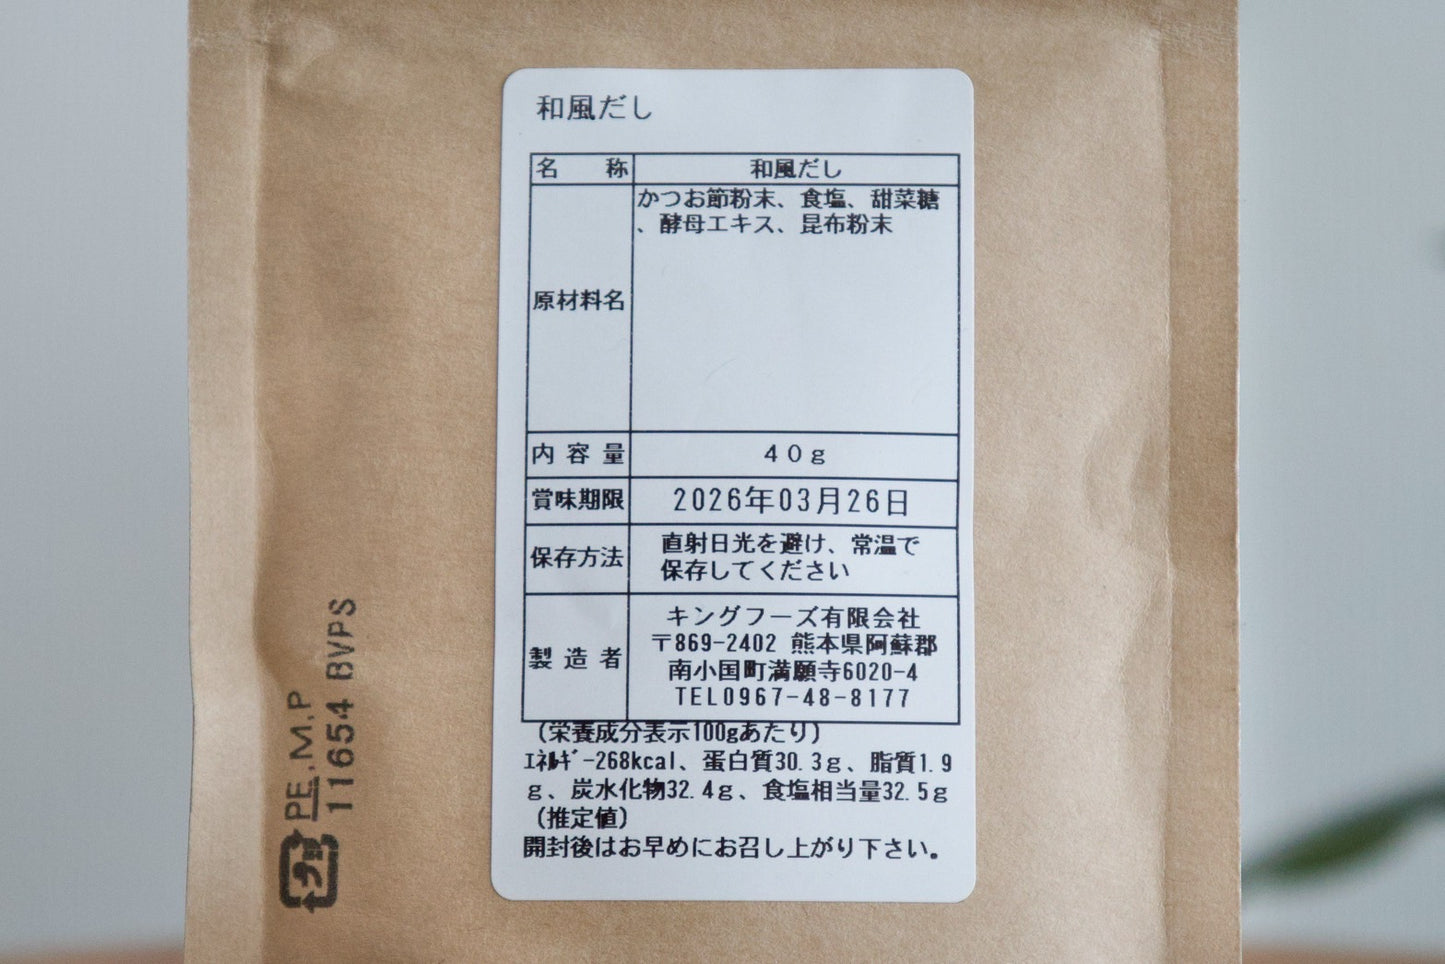 和風だし
名　称 和風だし
原材料名 かつお節粉末、食塩、甜菜糖
、酵母エキス、昆布粉末
内容量 40g
賞味期限 2026年03月26日
保存方法 直射日光を避け、常温で
保存してください
製造者 キングフーズ有限会社
〒869-2402 熊本県阿蘇郡
南小国町満願寺6020-4
TEL0967-48-8177
(栄養成分表示100gあたり)
ｴﾈﾙｷﾞｰ268kcal、蛋白質30.3g、脂質1.9
g、炭水化物32.4g、食塩相当量32.5g
(推定値)
開封後はお早めにお召し上がり下さい。
プラ
PE,M,P
11654 BVPS